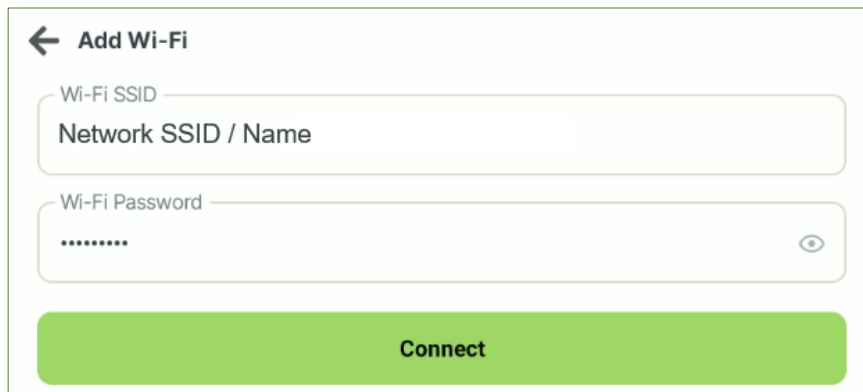 Add Wi-Fi
Wi-Fi SSID
Network SSID / Name
Wi-Fi Password
•••••••••
Connect